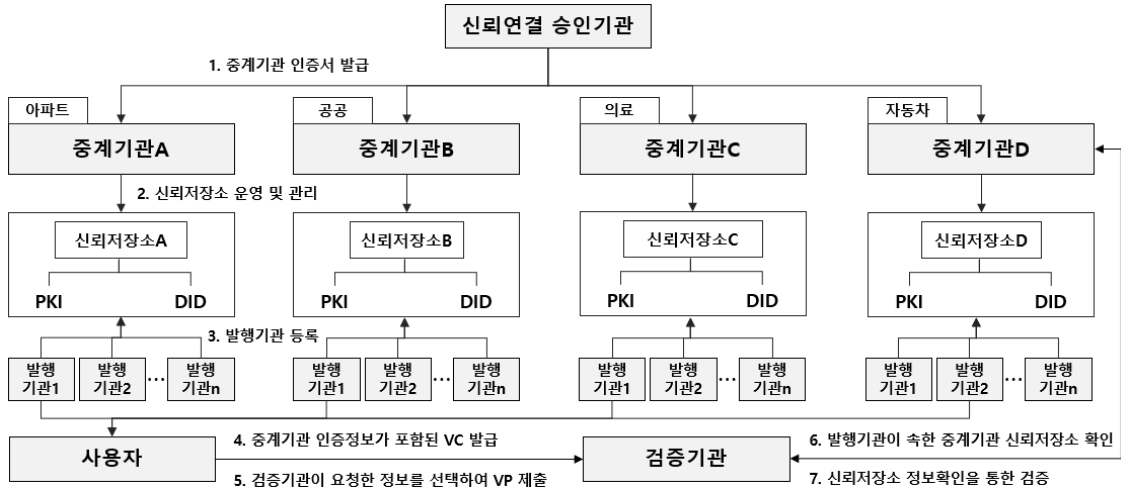 신뢰연결 승인기관
1. 중계기관 인증서 발급
아파트
공공
의료
자동차
중계기관A
중계기관B
중계기관C
중계기관D
2. 신뢰저장소 운영 및 관리
신뢰저장소A
신뢰저장소B
신뢰저장소C
신뢰저장소D
PKI
DID
PKI
DID
PKI
DID
PKI
DID
3. 발행기관 등록
발행
기관1
발행
기관2
...
발행
기관n
발행
기관1
발행
기관2
...
발행
기관n
발행
기관1
발행
기관2
...
발행
기관n
발행
기관1
발행
기관2
...
발행
기관n
4. 중계기관 인증정보가 포함된 VC 발급
6. 발행기관이 속한 중계기관 신뢰저장소 확인
사용자
검증기관
5. 검증기관이 요청한 정보를 선택하여 VP 제출
7. 신뢰저장소 정보확인을 통한 검증